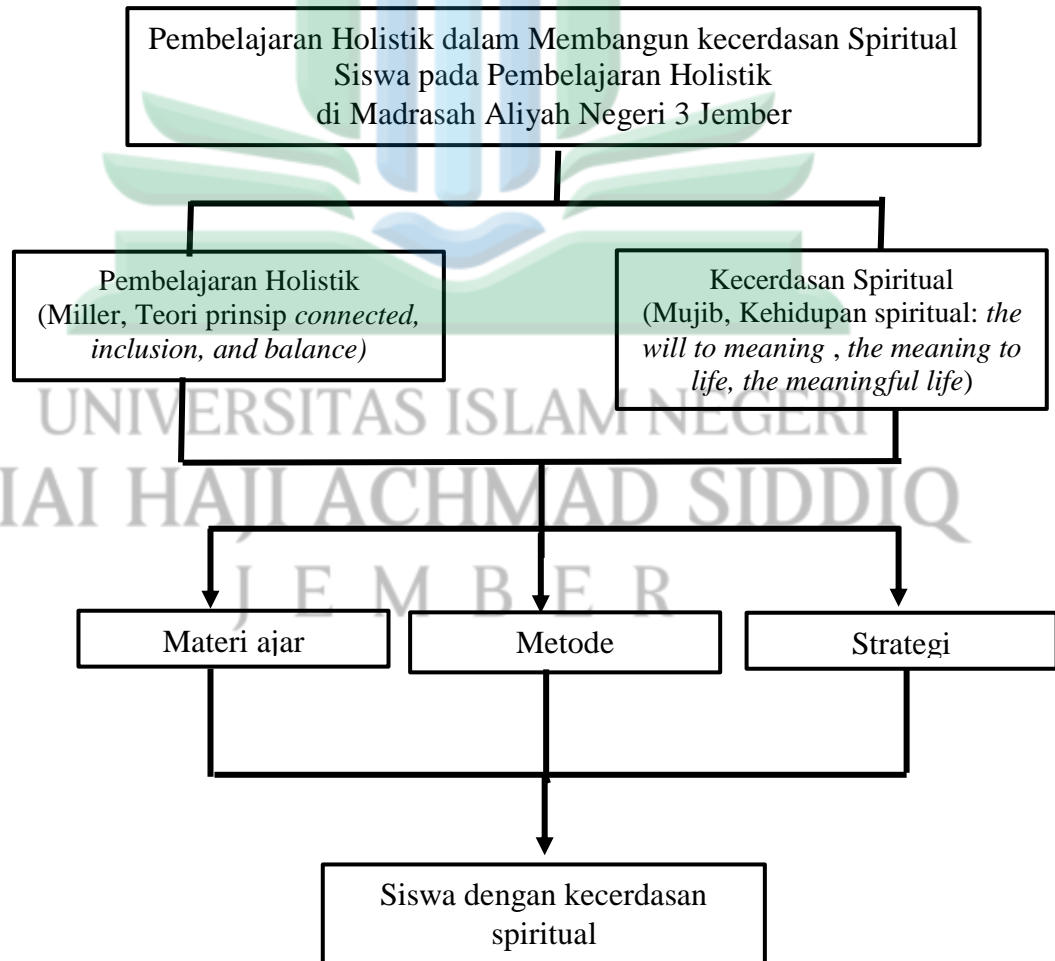 Pembelajaran Holistik dalam Membangun kecerdasan Spiritual
Siswa pada Pembelajaran Holistik
di Madrasah Aliyah Negeri 3 Jember
Pembelajaran Holistik
(Miller, Teori prinsip connected,
inclusion, and balance)
Kecerdasan Spiritual
(Mujib, Kehidupan spiritual: the
will to meaning , the meaning to
life, the meaningful life)
UNIVERSITAS ISLAM NEGERI
IAI HAJI ACHMAD SIDDIQ
J E M B E R
Materi ajar
Metode
Strategi
Siswa dengan kecerdasan
spiritual